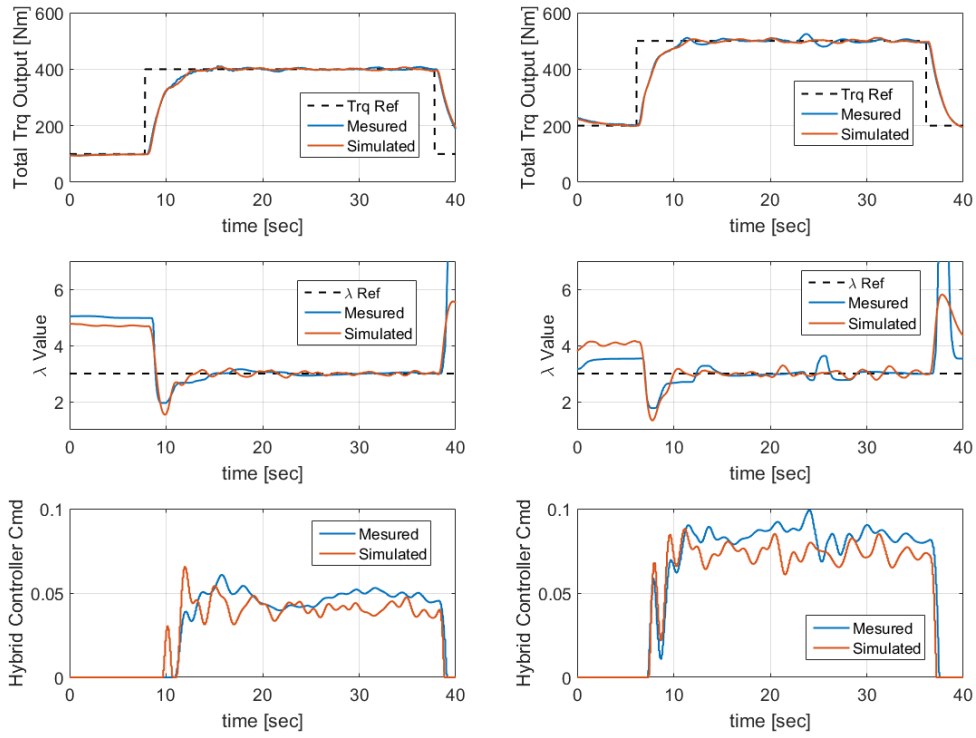 Total Trq Output [Nm]
600
400
200
0
Trq Ref
Mesured
Simulated
0
10
20
30
40
time [sec]
Total Trq Output [Nm]
600
400
200
0
Trq Ref
Mesured
Simulated
0
10
20
30
40
time [sec]
λ Value
6
4
2
λ Ref
Mesured
Simulated
0
10
20
30
40
time [sec]
λ Value
6
4
2
λ Ref
Mesured
Simulated
0
10
20
30
40
time [sec]
Hybrid Controller Cmd
0.1
0.05
0
Mesured
Simulated
0
10
20
30
40
time [sec]
Hybrid Controller Cmd
0.1
0.05
0
Mesured
Simulated
0
10
20
30
40
time [sec]